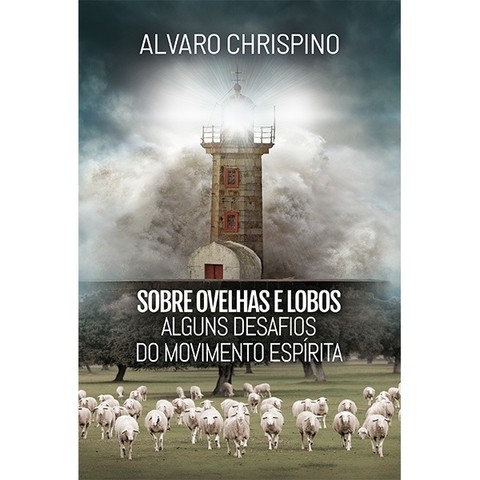 ALVARO CHRISPINO
SOBRE OVELHAS E LOBOS
ALGUNS DESAFIOS
DO MOVIMENTO ESPÍRITA